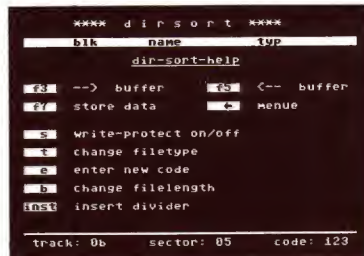 **** dirsort ****
blk name typ
dir-sort-help
f3 --> buffer f5 <-- buffer
f7 store data ← menue
s write-protect on/off
t change filetype
e enter new code
b change filelength
inst insert divider
track: 0b sector: 05 code: 123